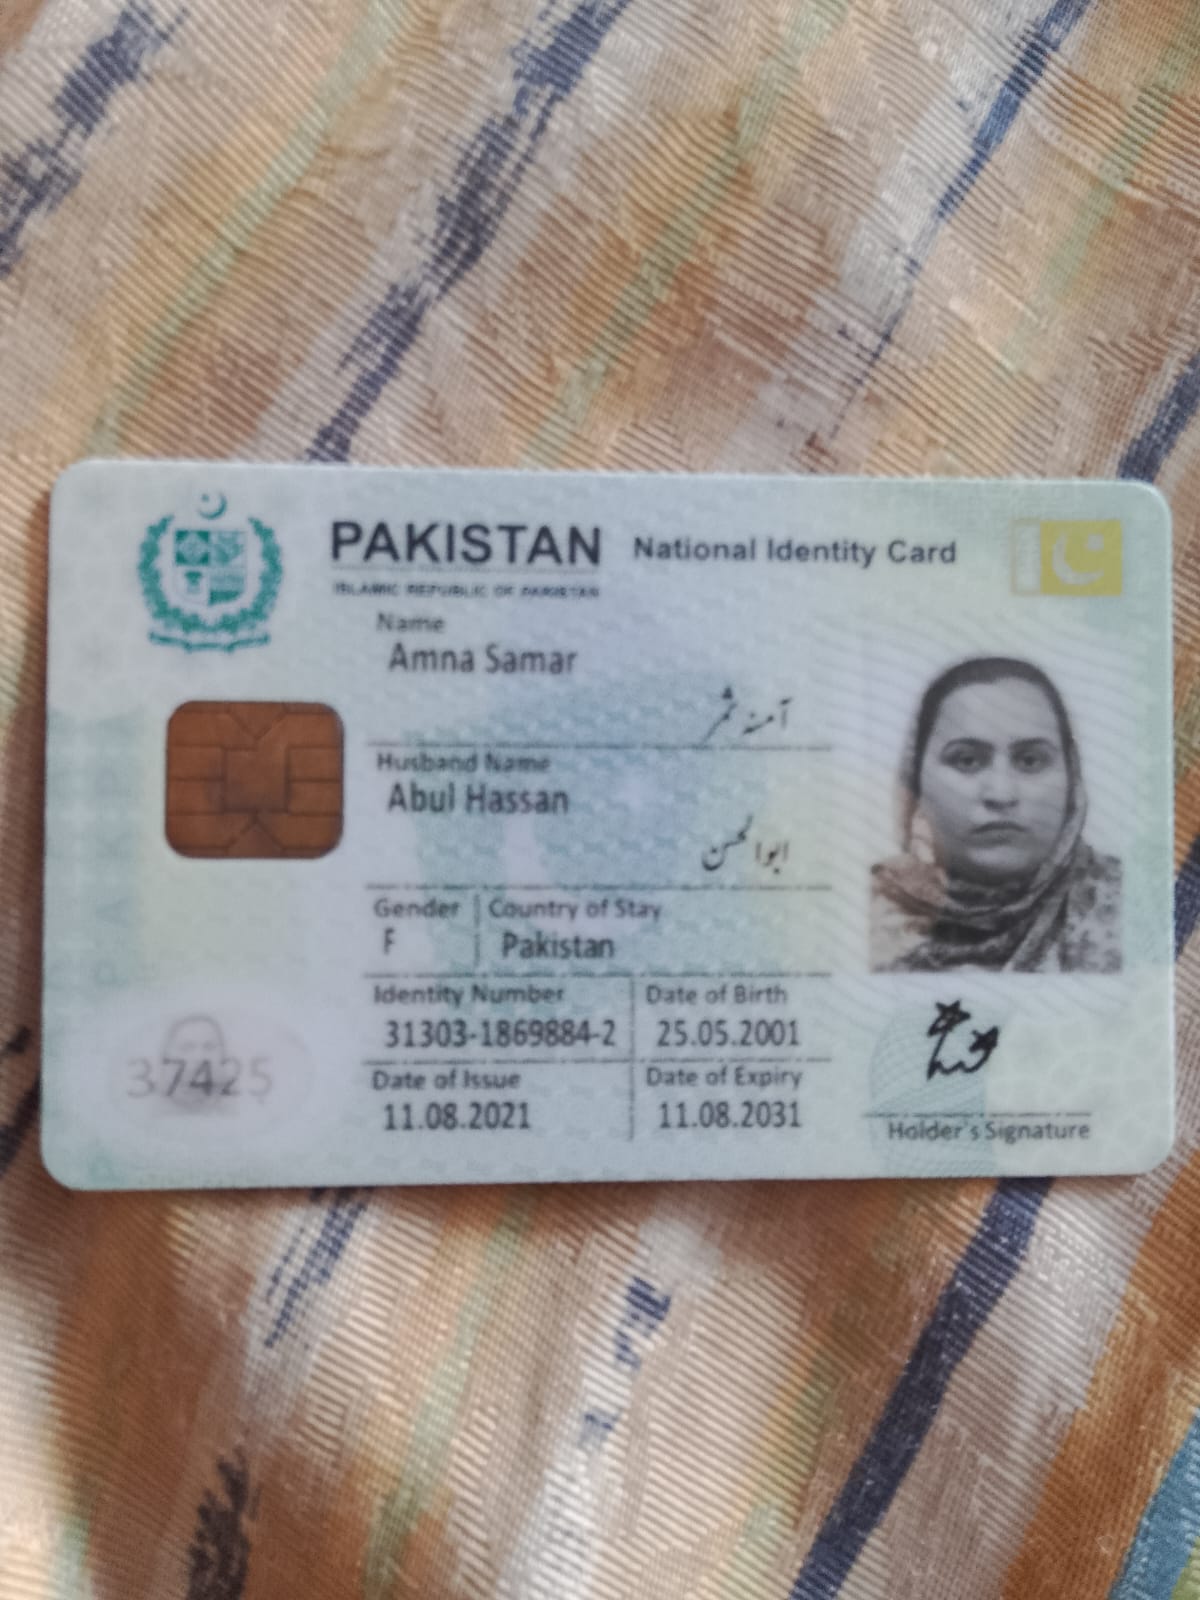 PAKISTAN National Identity Card
ISLAMIC REPUBLIC OF PAKISTAN
Name
Amna Samar
آمنہ ثمر
Husband Name
Abul Hassan
ابوالحسن
Gender Country of Stay
F Pakistan
Identity Number Date of Birth
31303-1869884-2 25.05.2001
37425
Date of Issue Date of Expiry
11.08.2021 11.08.2031
Holder's Signature